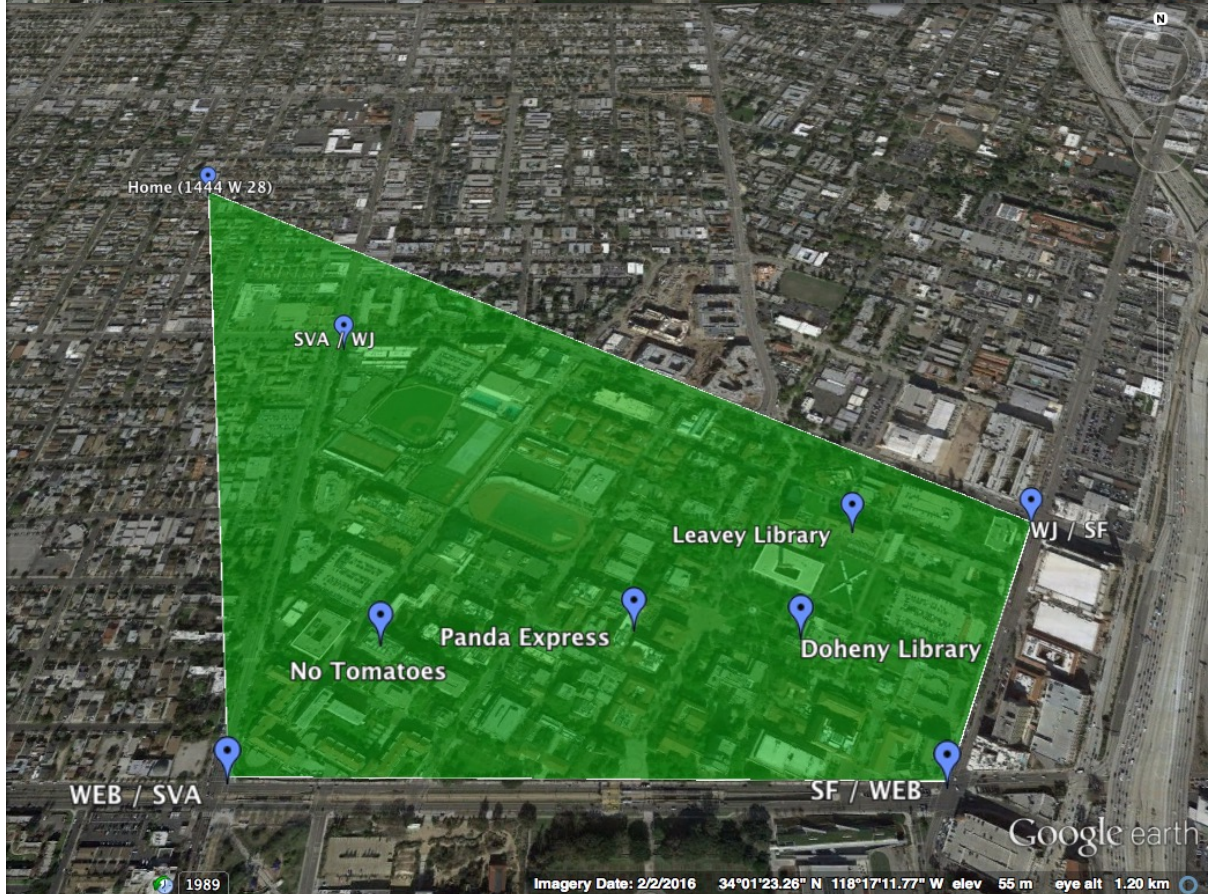 N
Home (1444 W 28)
SVA / WJ
Leavey Library
WJ / SF
Panda Express
Doheny Library
No Tomatoes
WEB / SVA
SF / WEB
Google earth
1989
Imagery Date: 2/2/2016 34°01'23.26" N 118°17'11.77" W elev 55 m eye alt 1.20 km